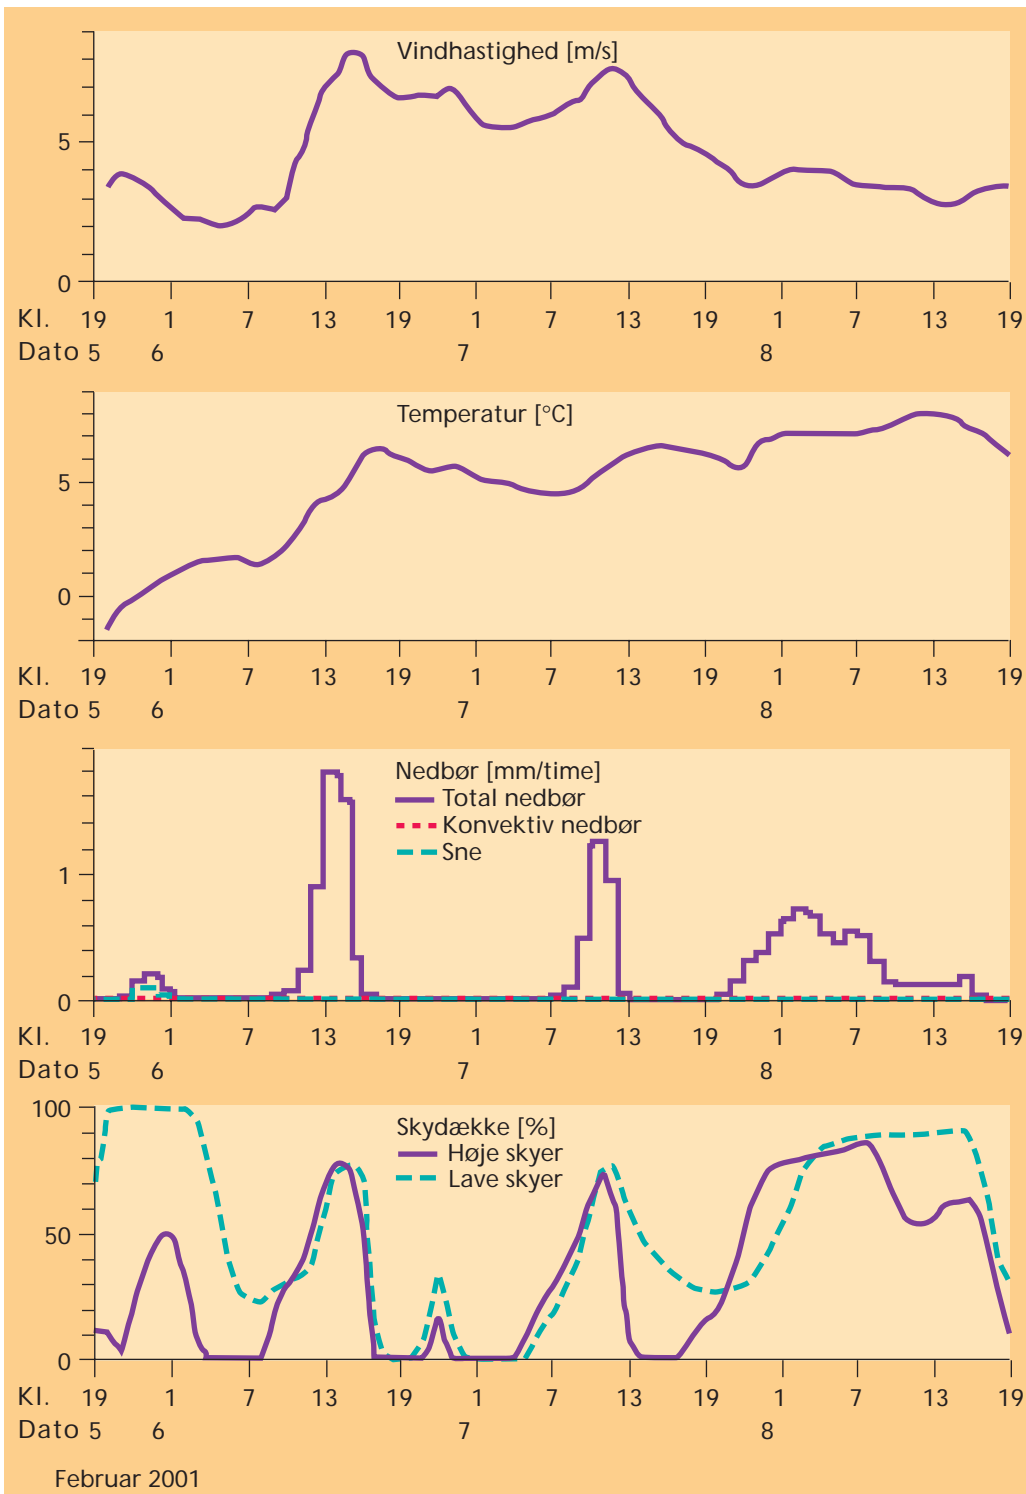 Vindhastighed [m/s]
5
0
Kl. 19 1 7 13 19 1 7 13 19 1 7 13 19
Dato 5 6 7 8
Temperatur [°C]
5
0
Kl. 19 1 7 13 19 1 7 13 19 1 7 13 19
Dato 5 6 7 8
Nedbør [mm/time]
Total nedbør
Konvektiv nedbør
Sne
1
0
Kl. 19 1 7 13 19 1 7 13 19 1 7 13 19
Dato 5 6 7 8
100
Skydække [%]
Høje skyer
Lave skyer
50
0
Kl. 19 1 7 13 19 1 7 13 19 1 7 13 19
Dato 5 6 7 8
Februar 2001